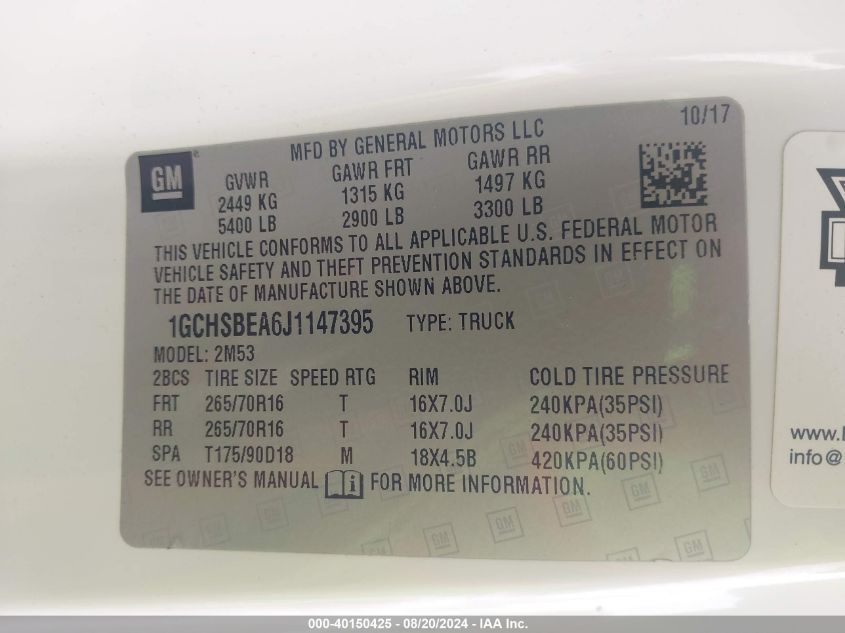 MFD BY GENERAL MOTORS LLC 10/17
GM
GVWR GAWR FRT GAWR RR
2449 KG 1315 KG 1497 KG
5400 LB 2900 LB 3300 LB
THIS VEHICLE CONFORMS TO ALL APPLICABLE U.S. FEDERAL MOTOR
VEHICLE SAFETY AND THEFT PREVENTION STANDARDS IN EFFECT ON
THE DATE OF MANUFACTURE SHOWN ABOVE.
1GCHSBEA6J1147395 TYPE: TRUCK
MODEL: 2M53
2BCS TIRE SIZE SPEED RTG RIM COLD TIRE PRESSURE
FRT 265/70R16 T 16X7.0J 240KPA(35PSI)
RR 265/70R16 T 16X7.0J 240KPA(35PSI)
SPA T175/90D18 M 18X4.5B 420KPA(60PSI)
SEE OWNER'S MANUAL FOR MORE INFORMATION.
www.
info@
000-40150425 - 08/20/2024 - IAA Inc.